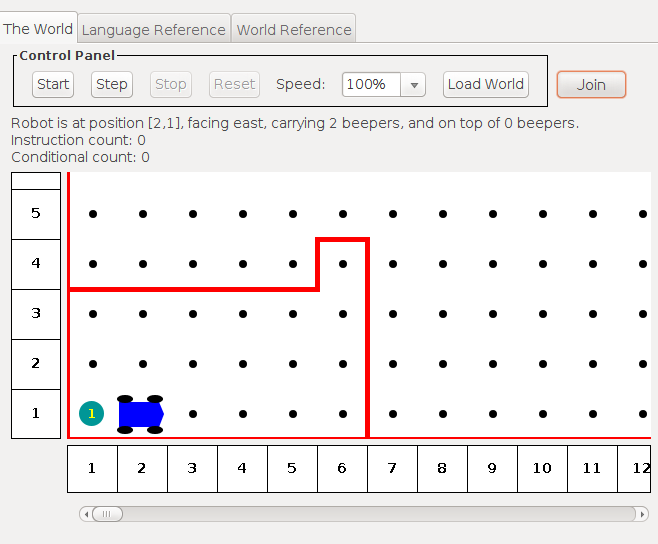 The World Language Reference World Reference
Control Panel
Start Step Stop Reset Speed: 100% Load World Join
Robot is at position [2,1], facing east, carrying 2 beepers, and on top of 0 beepers.
Instruction count: 0
Conditional count: 0
5
4
3
2
1 1
1 2 3 4 5 6 7 8 9 10 11 12